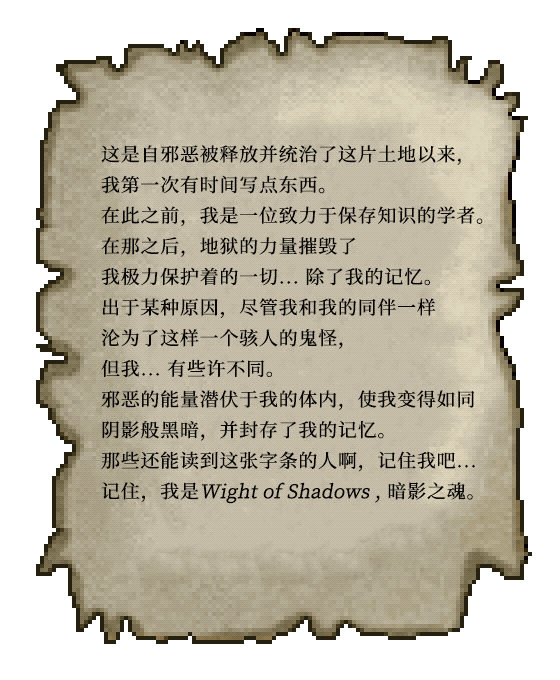 这是自邪恶被释放并统治了这片土地以来，
我第一次有时间写点东西。
在此之前，我是一位致力于保存知识的学者。
在那之后，地狱的力量摧毁了
我极力保护着的一切... 除了我的记忆。
出于某种原因，尽管我和我的同伴一样
沦为了这样一个骇人的鬼怪，
但我... 有些许不同。
邪恶的能量潜伏于我的体内，使我变得如同
阴影般黑暗，并封存了我的记忆。
那些还能读到这张字条的人啊，记住我吧...
记住，我是Wight of Shadows , 暗影之魂。